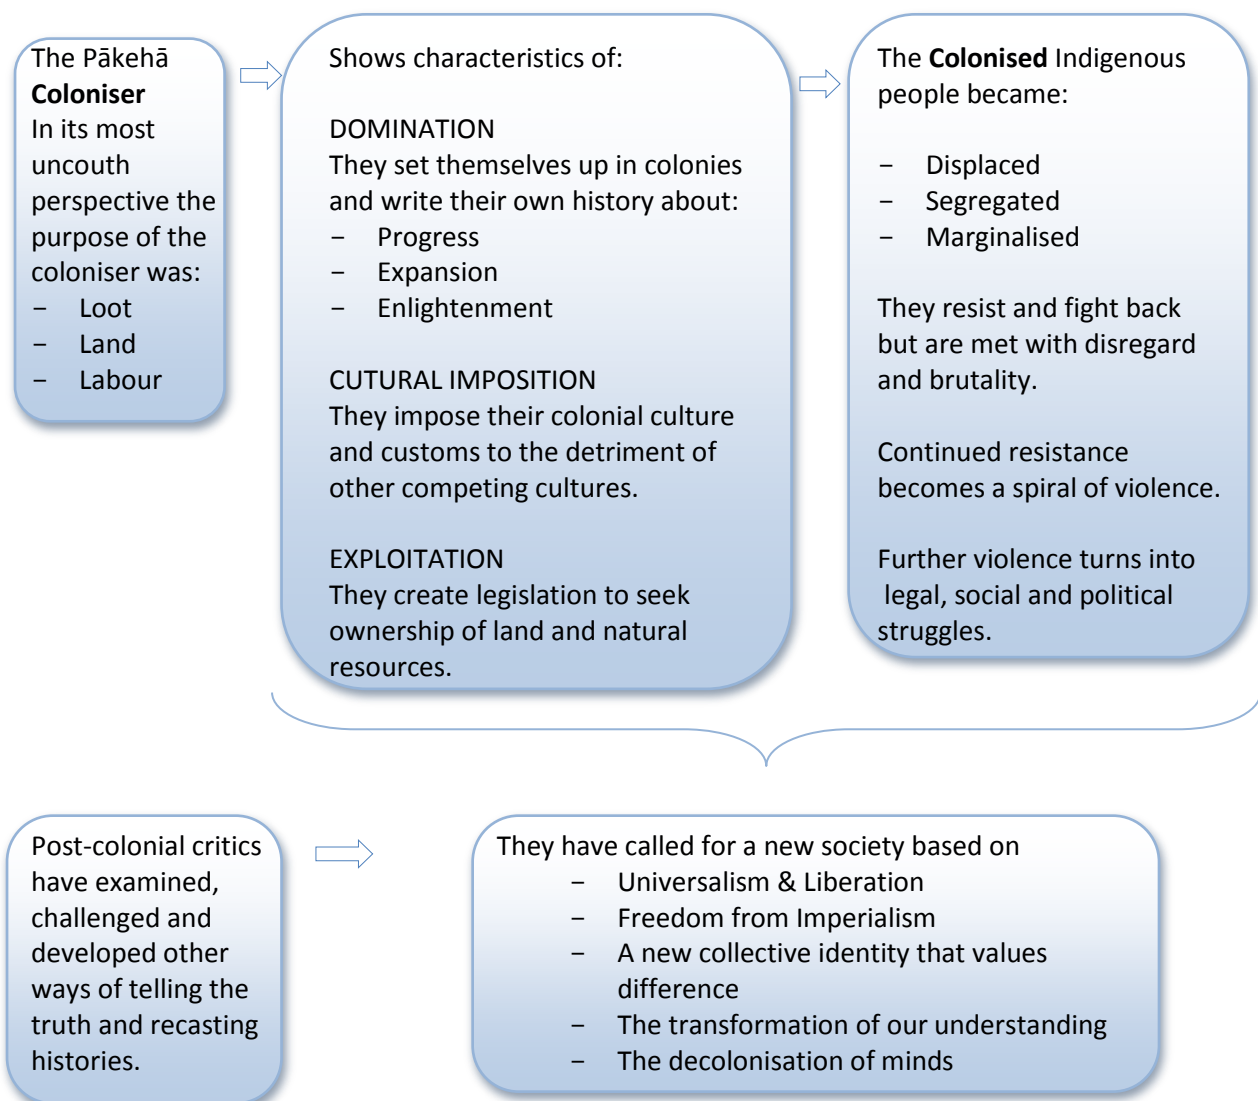 The Pākehā
Coloniser
In its most
uncouth
perspective the
purpose of the
coloniser was:
− Loot
− Land
− Labour
Shows characteristics of:
DOMINATION
They set themselves up in colonies
and write their own history about:
− Progress
− Expansion
− Enlightenment
CUTURAL IMPOSITION
They impose their colonial culture
and customs to the detriment of
other competing cultures.
EXPLOITATION
They create legislation to seek
ownership of land and natural
resources.
The Colonised Indigenous
people became:
− Displaced
− Segregated
− Marginalised
They resist and fight back
but are met with disregard
and brutality.
Continued resistance
becomes a spiral of violence.
Further violence turns into
legal, social and political
struggles.
Post-colonial critics
have examined,
challenged and
developed other
ways of telling the
truth and recasting
histories.
They have called for a new society based on
− Universalism & Liberation
− Freedom from Imperialism
− A new collective identity that values
difference
− The transformation of our understanding
− The decolonisation of minds